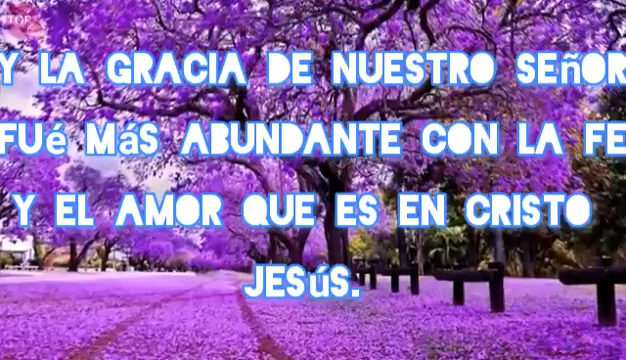 Y LA GRACIA DE NUESTRO SEñOR
FUé MáS ABUNDANTE CON LA FE
Y EL AMOR QUE ES EN CRISTO
JESúS.